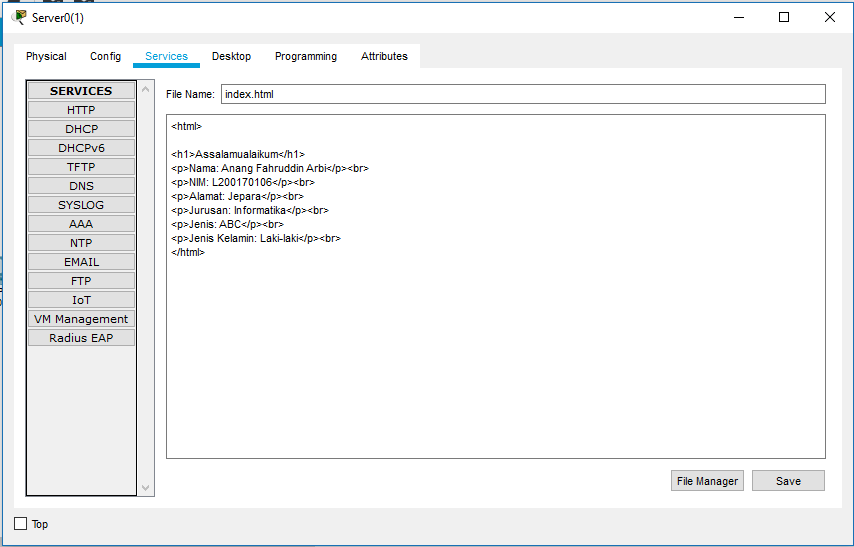 Server0(1)
Physical Config Services Desktop Programming Attributes
SERVICES
HTTP
DHCP
DHCPv6
TFTP
DNS
SYSLOG
AAA
NTP
EMAIL
FTP
IoT
VM Management
Radius EAP
File Name: index.html
<html>
<h1>Assalamualaikum</h1>
<p>Nama: Anang Fahruddin Arbi</p><br>
<p>NIM: L200170106</p><br>
<p>Alamat: Jepara</p><br>
<p>Jurusan: Informatika</p><br>
<p>Jenis: ABC</p><br>
<p>Jenis Kelamin: Laki-laki</p><br>
</html>
File Manager Save
Top